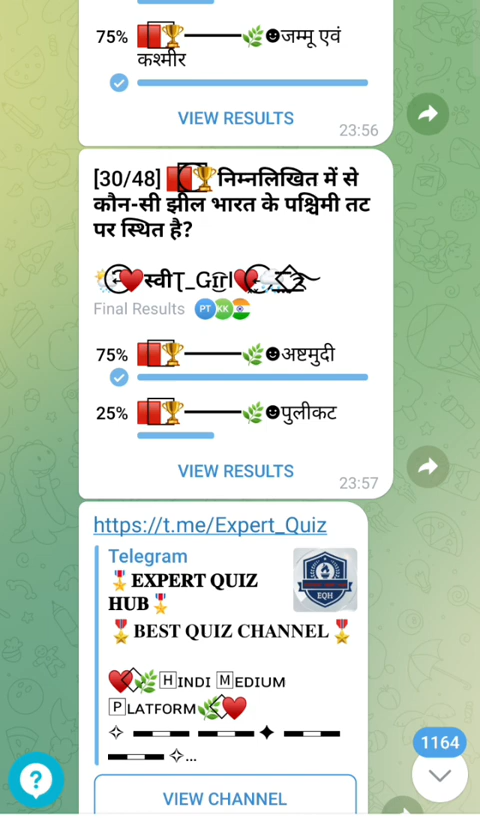 75% ━━━━🌿☻जम्मू एवं
कश्मीर
VIEW RESULTS
23:56
[30/48] 🏆निम्नलिखित में से
कौन-सी झील भारत के पश्चिमी तट
पर स्थित है?
❤️स्वीT_Girl❤️
Final Results PT KK
75% 🏆━━━━🌿☻अष्टमुदी
25% 🏆━━━━🌿☻पुलीकट
VIEW RESULTS
23:57
https://t.me/Expert_Quiz
Telegram
🎖️EXPERT QUIZ
HUB🎖️
🎖️BEST QUIZ CHANNEL🎖️
EQH
❤️🌿HINDI MEDIUM
PLATFORM🌿❤️
✧ ▬▬▬ ▬▬▬ ✦ ▬▬▬
▬▬▬ ✧...
1164
VIEW CHANNEL